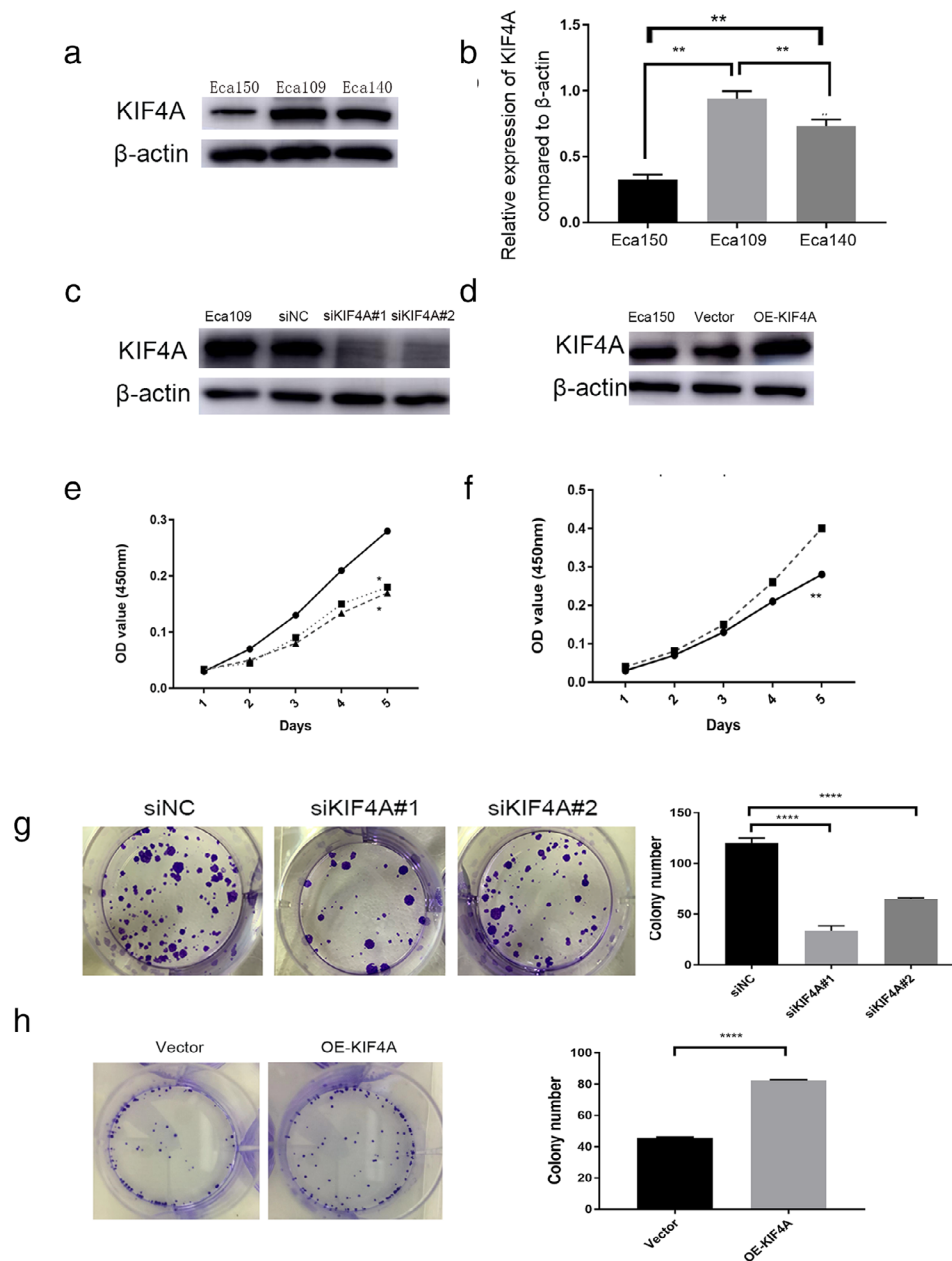 a
Eca150 Eca109 Eca140
KIF4A
β-actin
b
Relative expression of KIF4A
compared to β-actin
1.5
1.0
0.5
0.0
**
**
**
Eca150 Eca109 Eca140
c
Eca109 siNC siKIF4A#1 siKIF4A#2
KIF4A
β-actin
d
Eca150 Vector OE-KIF4A
KIF4A
β-actin
e
OD value (450nm)
0.3
0.2
0.1
0.0
*
*
1 2 3 4 5
Days
f
OD value (450nm)
0.5
0.4
0.3
0.2
0.1
0.0
**
1 2 3 4 5
Days
g
siNC siKIF4A#1 siKIF4A#2
Colony number
150
100
50
0
****
****
siNC siKIF4A#1 siKIF4A#2
h
Vector OE-KIF4A
Colony number
100
80
60
40
20
0
****
Vector OE-KIF4A